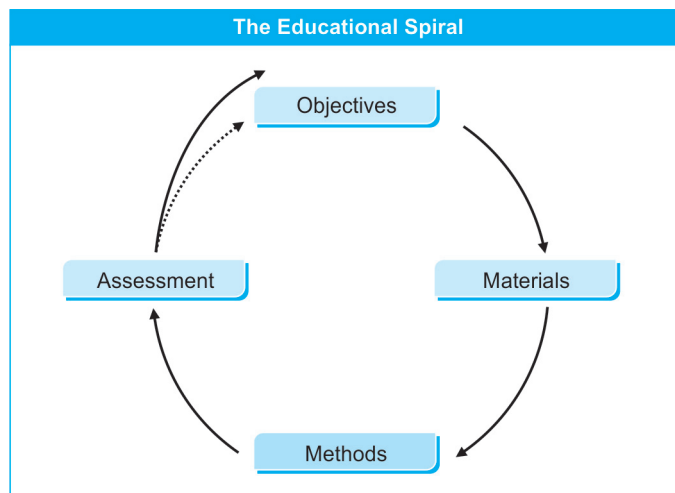 The Educational Spiral
Objectives
Assessment
Materials
Methods